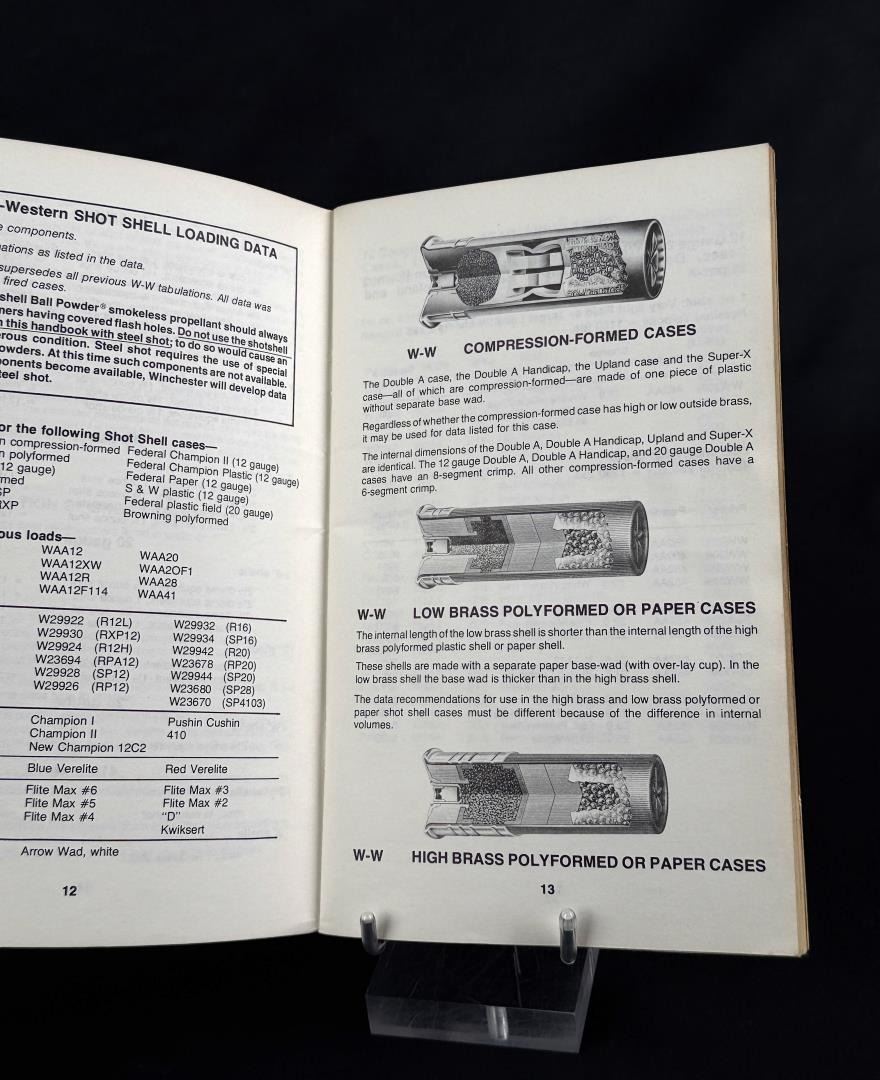 -Western SHOT SHELL LOADING DATA
components.
as listed in the data.
supersedes all previous W-W tabulations. All data was
fired cases.
shell Ball Powder® smokeless propellant should always
having covered flash holes. Do not use the shotshell
this handbook with steel shot; to do so would cause an
condition. Steel shot requires the use of special
At this time such components are not available.
become available, Winchester will develop data
steel shot.
the following Shot Shell cases—
compression-formed
polyformed
(12 gauge)
Federal Champion II (12 gauge)
Federal Champion Plastic (12 gauge)
Federal Paper (12 gauge)
S & W plastic (12 gauge)
Federal plastic field (20 gauge)
Browning polyformed
loads—
WAA12 WAA20
WAA12XW WAA2OF1
WAA12R WAA28
WAA12F114 WAA41
W29922 (R12L) W29932 (R16)
W29930 (RXP12) W29934 (SP16)
W29924 (R12H) W29942 (R20)
W23694 (RPA12) W23678 (RP20)
W29928 (SP12) W29944 (SP20)
W29926 (RP12) W23680 (SP28)
W23670 (SP4103)
Champion I Pushin Cushin
Champion II 410
New Champion 12C2
Blue Verelite Red Verelite
Flite Max #6 Flite Max #3
Flite Max #5 Flite Max #2
Flite Max #4 “D”
Kwiksert
Arrow Wad, white
12
W-W COMPRESSION-FORMED CASES
The Double A case, the Double A Handicap, the Upland case and the Super-X
case—all of which are compression-formed—are made of one piece of plastic
without separate base wad.
Regardless of whether the compression-formed case has high or low outside brass,
it may be used for data listed for this case.
The internal dimensions of the Double A, Double A Handicap, Upland and Super-X
are identical. The 12 gauge Double A, Double A Handicap, and 20 gauge Double A
cases have an 8-segment crimp. All other compression-formed cases have a
6-segment crimp.
W-W LOW BRASS POLYFORMED OR PAPER CASES
The internal length of the low brass shell is shorter than the internal length of the high
brass polyformed plastic shell or paper shell.
These shells are made with a separate paper base-wad (with over-lay cup). In the
low brass shell the base wad is thicker than in the high brass shell.
The data recommendations for use in the high brass and low brass polyformed or
paper shot shell cases must be different because of the difference in internal
volumes.
W-W HIGH BRASS POLYFORMED OR PAPER CASES
13